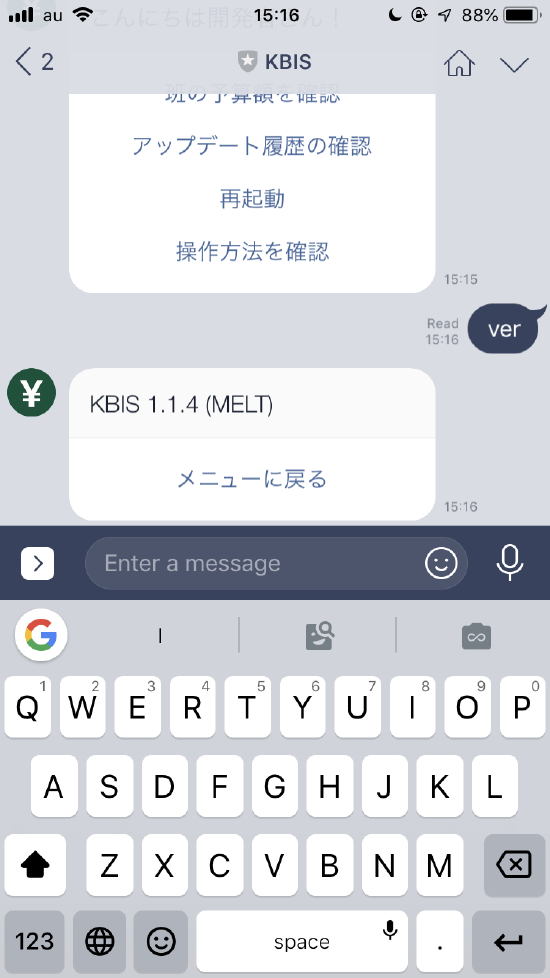 au
15:16
88%
こんにちは開発者さん！
2
KBIS
班の予算額を確認
アップデート履歴の確認
再起動
操作方法を確認
15:15
Read
15:16
ver
¥
KBIS 1.1.4 (MELT)
メニューに戻る
15:16
Enter a message
G
I
1 2 3 4 5 6 7 8 9 0
Q W E R T Y U I O P
A S D F G H J K L
Z X C V B N M
123
space
.